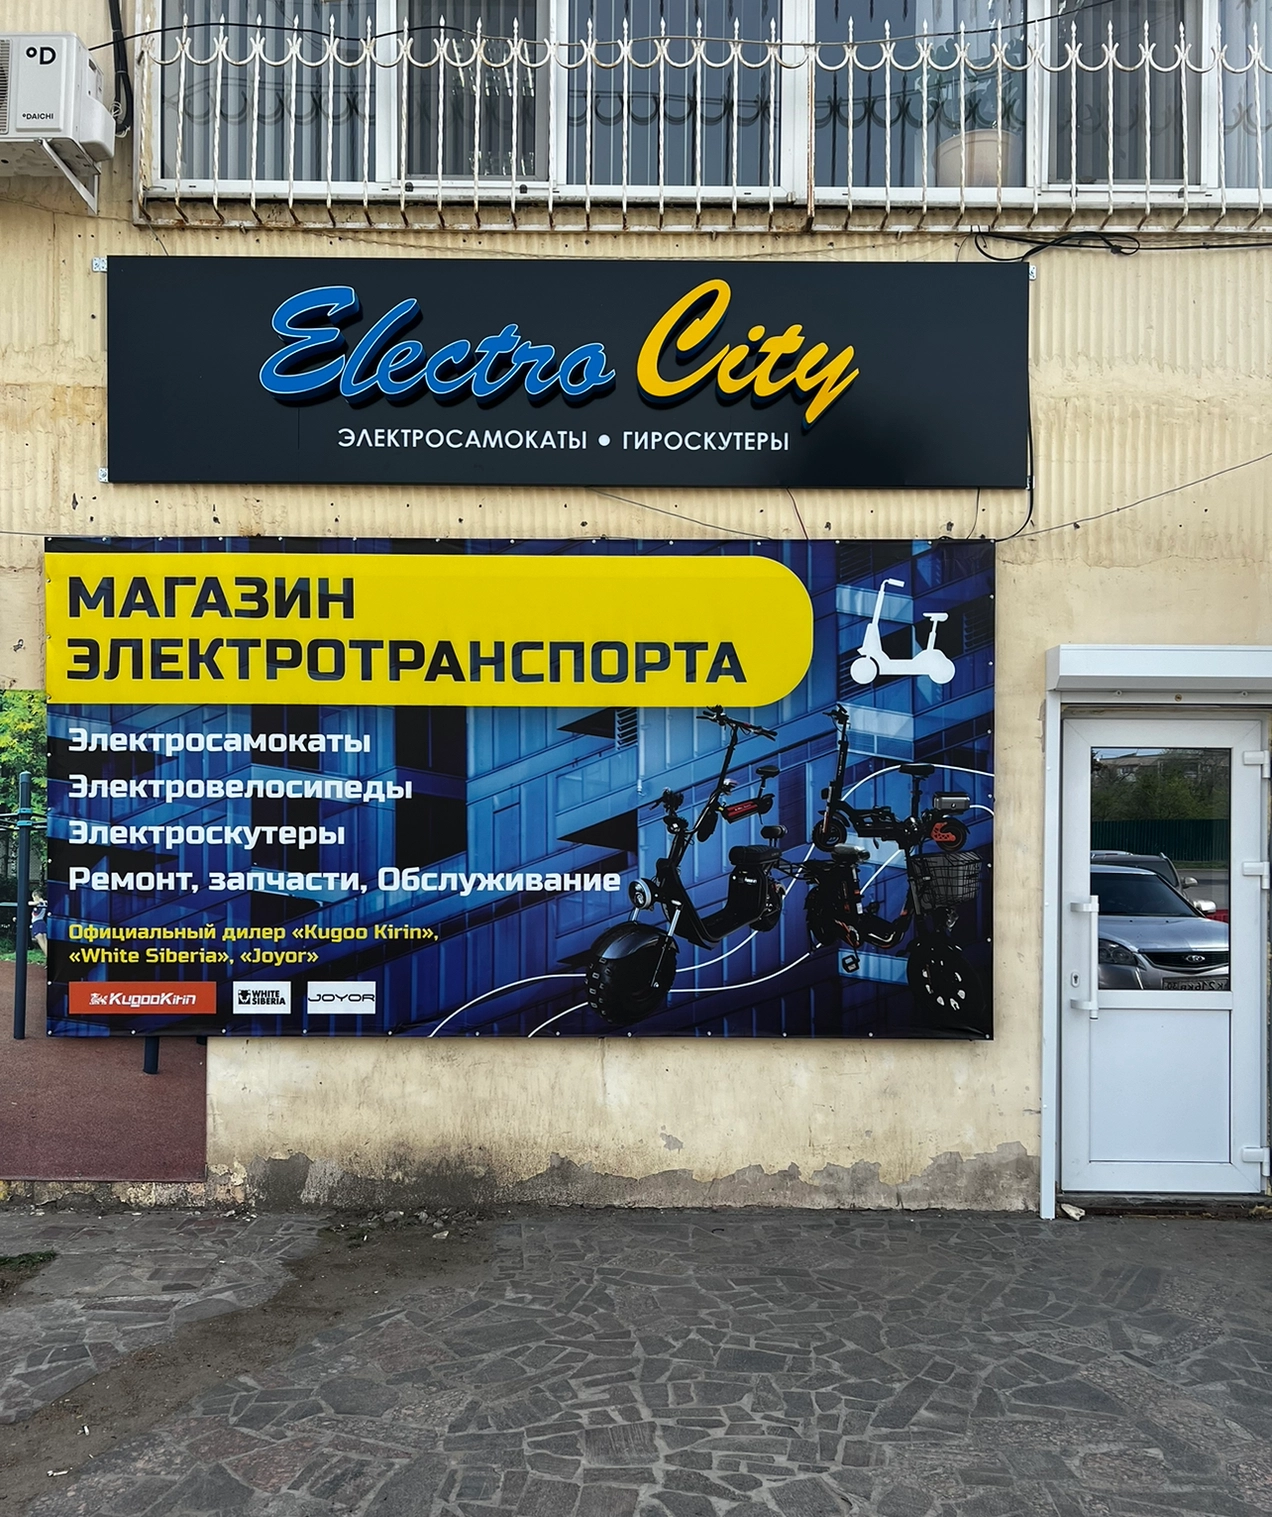 °D
°DAICHI
Electro City
ЭЛЕКТРОСАМОКАТЫ • ГИРОСКУТЕРЫ
МАГАЗИН
ЭЛЕКТРОТРАНСПОРТА
Электросамокаты
Электровелосипеды
Электроскутеры
Ремонт, запчасти, Обслуживание
Официальный дилер «Kugoo Kirin»,
«White Siberia», «Joyor»
KugooKirin
WHITE
SIBERIA
JOYOR